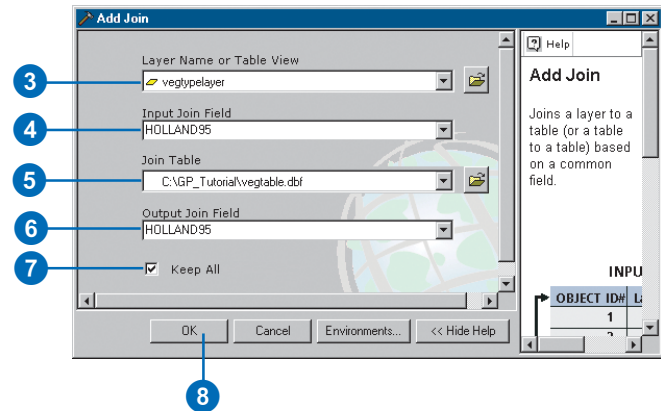 Add Join
Layer Name or Table View
3
vegtypelayer
Input Join Field
4
HOLLAND95
Join Table
5
C:\GP_Tutorial\vegtable.dbf
Output Join Field
6
HOLLAND95
7
Keep All
OK
Cancel
Environments...
<< Hide Help
8
Help
Add Join
Joins a layer to a
table (or a table
to a table) based
on a common
field.
INPU
OBJECT ID#
1